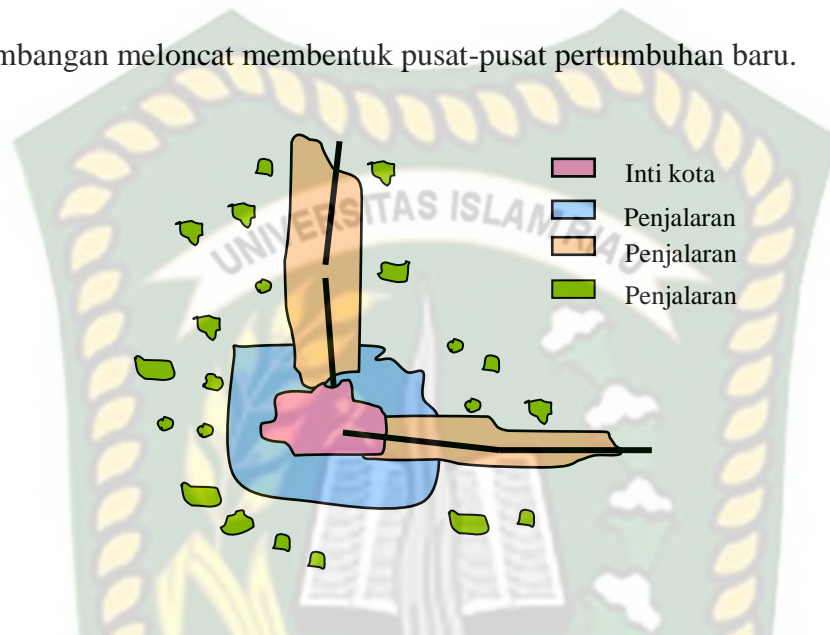 mbangan meloncat membentuk pusat-pusat pertumbuhan baru.
UNIVERSITAS ISLAM RIAU
Inti kota
Penjalaran
Penjalaran
Penjalaran